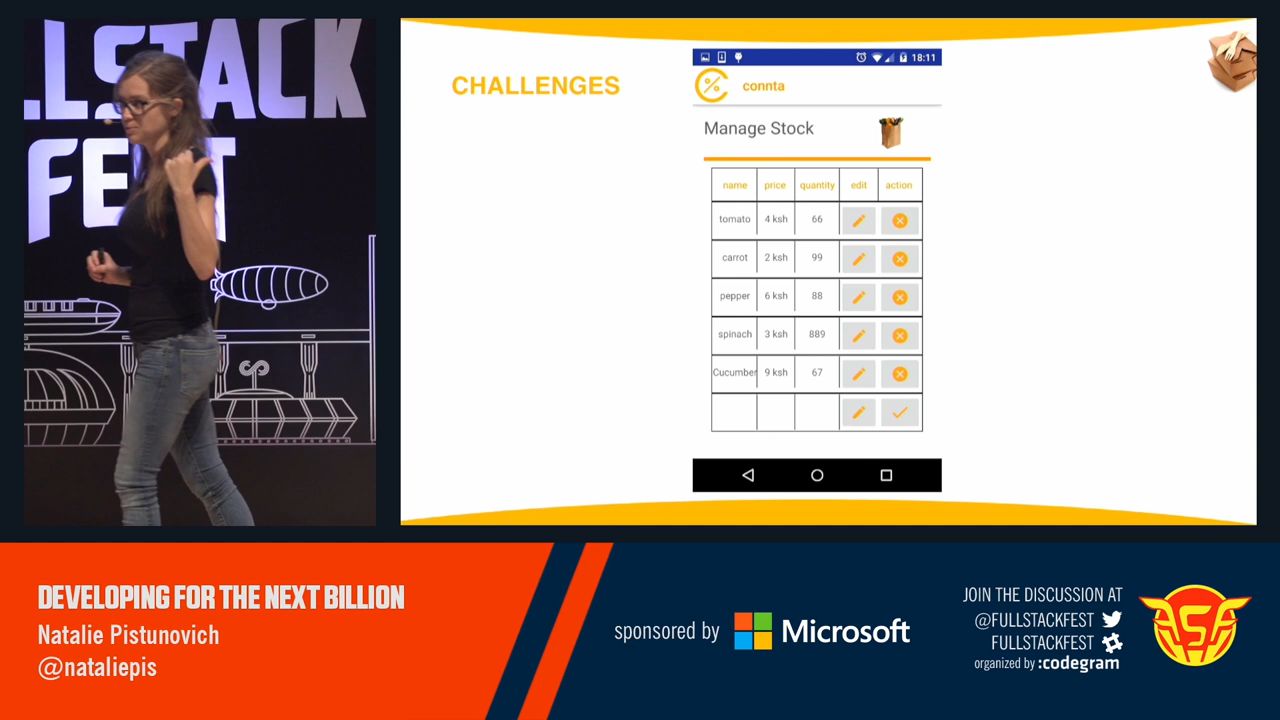 LLSTACK
FEST
CHALLENGES
18:11
connta
Manage Stock
name price quantity edit action
tomato 4 ksh 66
carrot 2 ksh 99
pepper 6 ksh 88
spinach 3 ksh 889
Cucumber 9 ksh 67
DEVELOPING FOR THE NEXT BILLION
Natalie Pistunovich
@nataliepis
sponsored by Microsoft
JOIN THE DISCUSSION AT
@FULLSTACKFEST
FULLSTACKFEST
organized by :codegram
FSF